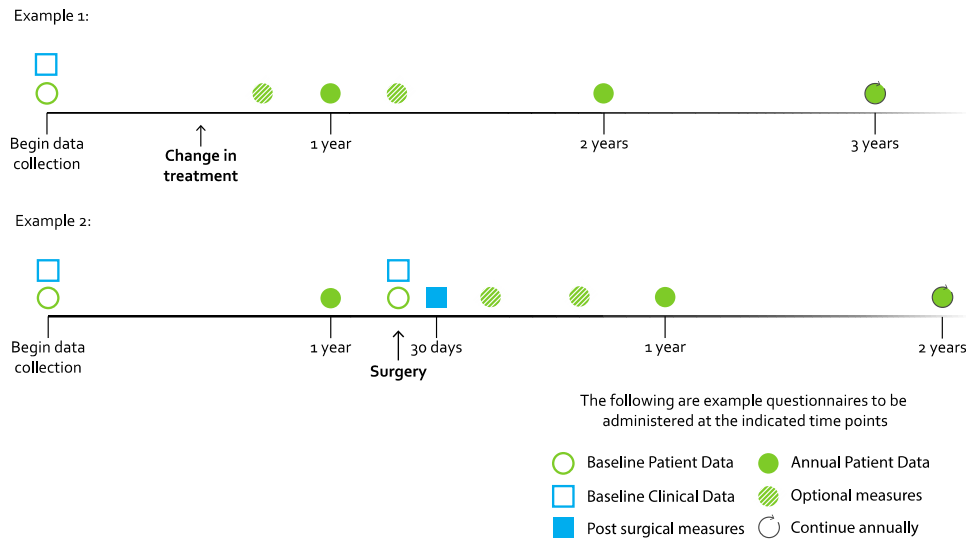 Example 1:
Begin data
collection
Change in
treatment
1 year
2 years
3 years
Example 2:
Begin data
collection
1 year
Surgery
30 days
1 year
2 years
The following are example questionnaires to be
administered at the indicated time points
Baseline Patient Data
Annual Patient Data
Baseline Clinical Data
Optional measures
Post surgical measures
Continue annually